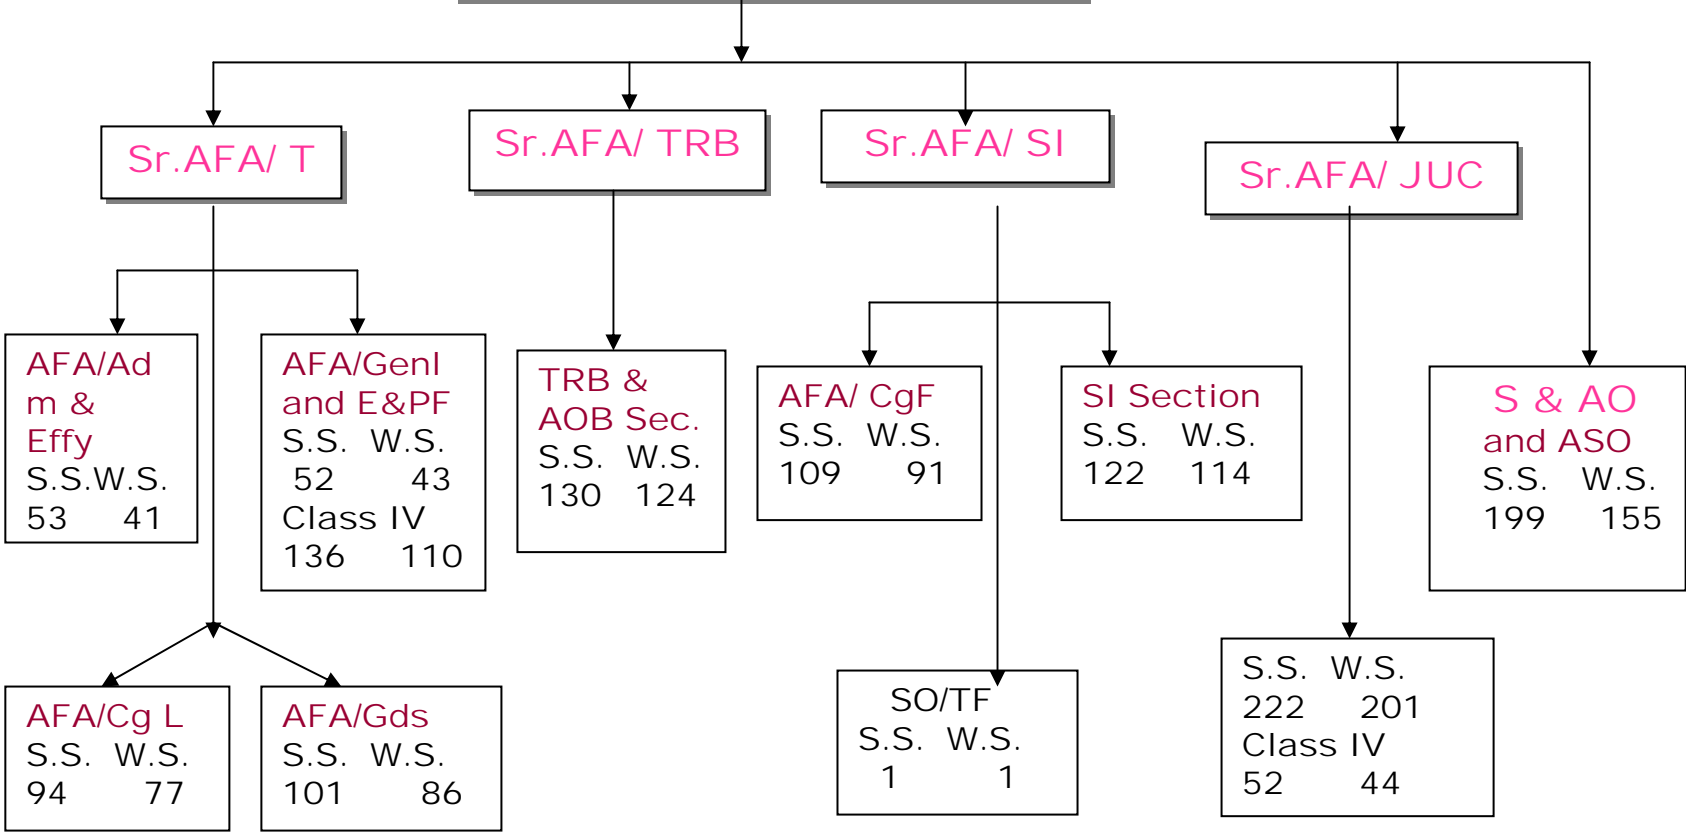 Sr.AFA/ T
Sr.AFA/ TRB
Sr.AFA/ SI
Sr.AFA/ JUC
AFA/Ad
m &
Effy
S.S.W.S.
53 41
AFA/Genl
and E&PF
S.S. W.S.
52 43
Class IV
136 110
TRB &
AOB Sec.
S.S. W.S.
130 124
AFA/ CgF
S.S. W.S.
109 91
SI Section
S.S. W.S.
122 114
S & AO
and ASO
S.S. W.S.
199 155
AFA/Cg L
S.S. W.S.
94 77
AFA/Gds
S.S. W.S.
101 86
SO/TF
S.S. W.S.
1 1
S.S. W.S.
222 201
Class IV
52 44